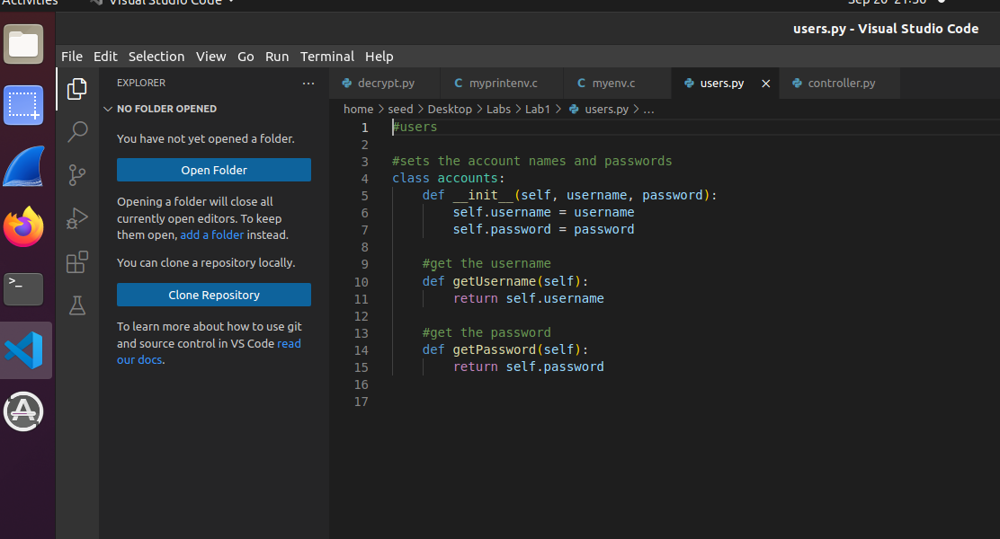 Activities
Visual Studio Code
Sep 20 21:56
users.py - Visual Studio Code
File Edit Selection View Go Run Terminal Help
EXPLORER
NO FOLDER OPENED
You have not yet opened a folder.
Open Folder
Opening a folder will close all
currently open editors. To keep
them open, add a folder instead.
You can clone a repository locally.
Clone Repository
To learn more about how to use git
and source control in VS Code read
our docs.
decrypt.py C myprintenv.c C myenv.c users.py controller.py
home > seed > Desktop > Labs > Lab1 > users.py > ...
1 #users
2
3 #sets the account names and passwords
4 class accounts:
5 def __init__(self, username, password):
6 self.username = username
7 self.password = password
8
9 #get the username
10 def getUsername(self):
11 return self.username
12
13 #get the password
14 def getPassword(self):
15 return self.password
16
17